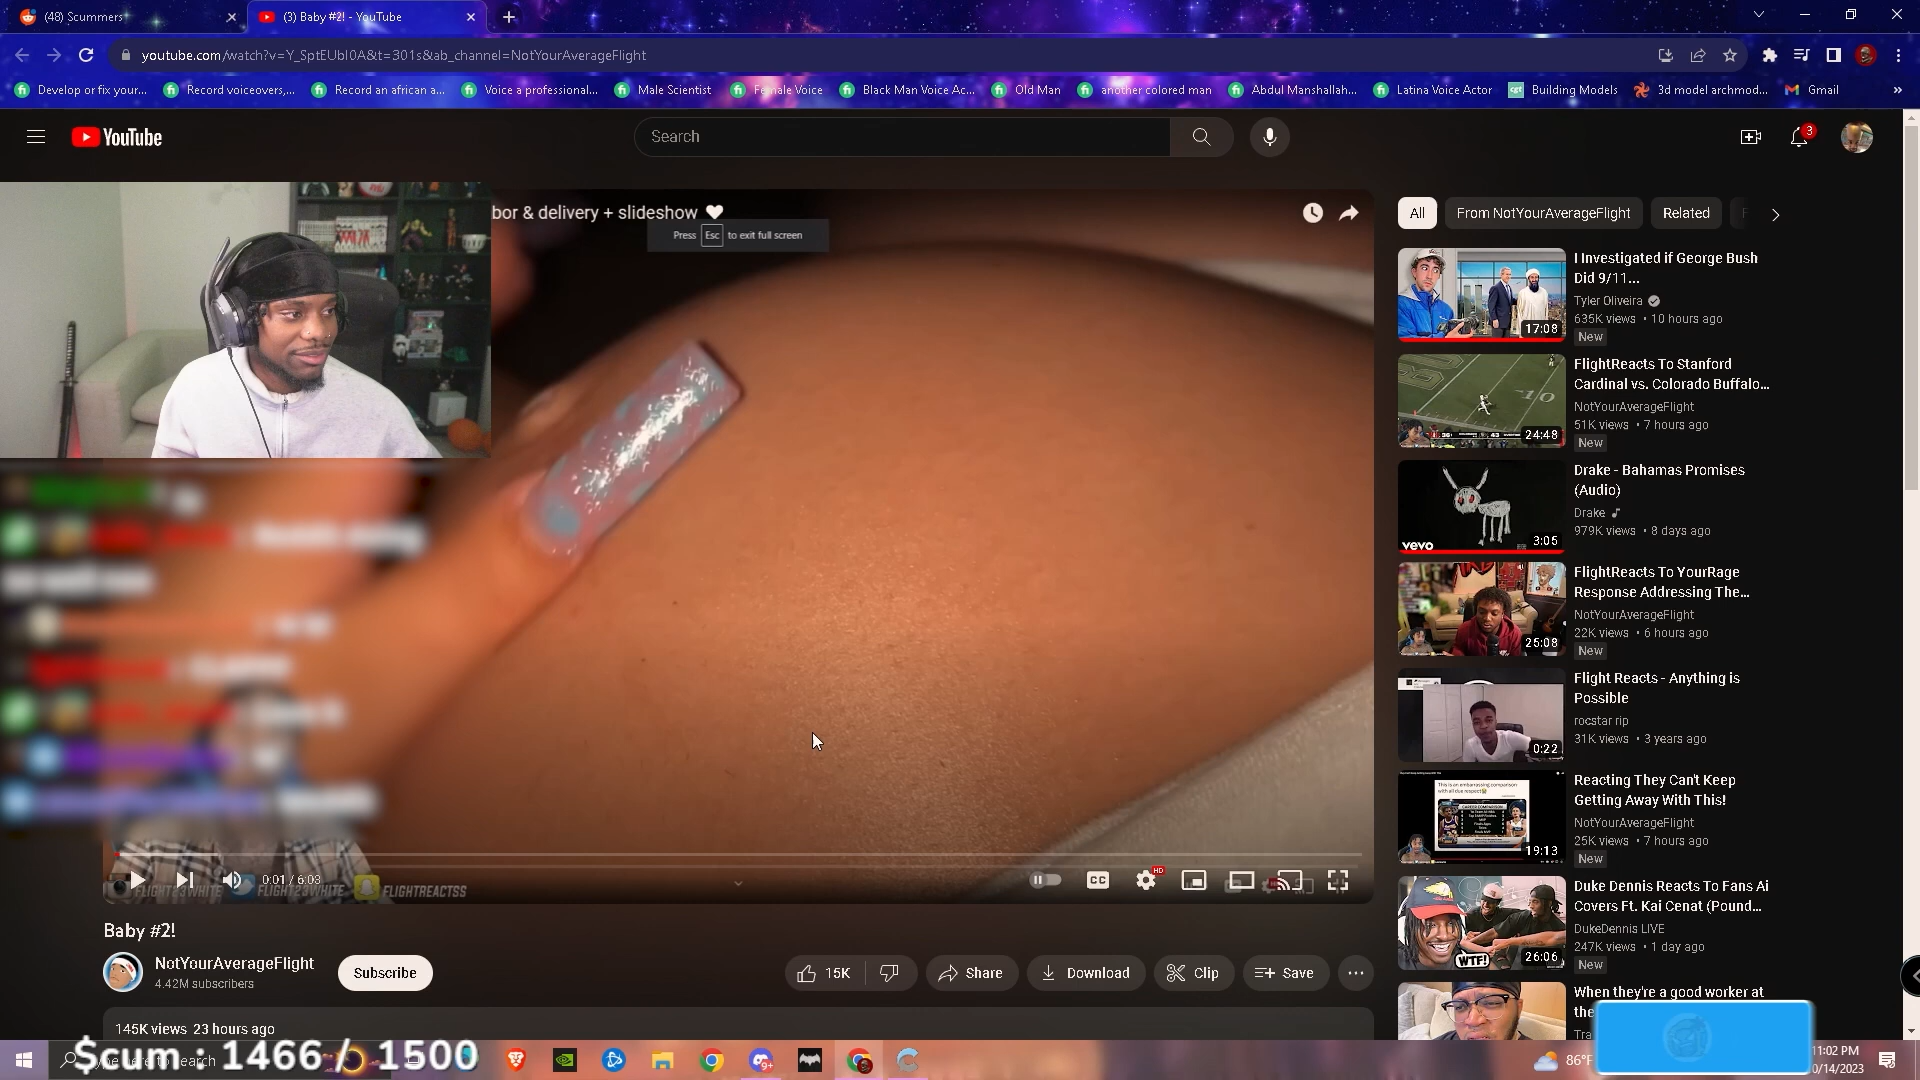 (48) Scummers
(3) Baby #2! - YouTube
youtube.com/watch?v=Y_SptEUbI0A&t=301s&ab_channel=NotYourAverageFlight
Develop or fix your...
Record voiceovers,...
Record an african a...
Voice a professional...
Male Scientist
Female Voice
Black Man Voice Ac...
Old Man
another colored man
Abdul Manshallah...
Latina Voice Actor
Building Models
3d model archmod...
Gmail
YouTube
Search
3
bor & delivery + slideshow
Press Esc to exit full screen
0:01 / 6:03
CC
HD
FLIGHT23WHITE
FLIGHT23WHITE
FLIGHTREACTSS
Baby #2!
NotYourAverageFlight
4.42M subscribers
Subscribe
15K
Share
Download
Clip
Save
145K views 23 hours ago
All
From NotYourAverageFlight
Related
I Investigated if George Bush
Did 9/11...
Tyler Oliveira
635K views • 10 hours ago
New
17:08
FlightReacts To Stanford
Cardinal vs. Colorado Buffalo...
NotYourAverageFlight
51K views • 7 hours ago
New
24:48
Drake - Bahamas Promises
(Audio)
Drake
979K views • 8 days ago
vevo
3:05
FlightReacts To YourRage
Response Addressing The...
NotYourAverageFlight
22K views • 6 hours ago
New
25:08
Flight Reacts - Anything is
Possible
rocstar rip
31K views • 3 years ago
0:22
Reacting They Can't Keep
Getting Away With This!
NotYourAverageFlight
25K views • 7 hours ago
New
19:13
Duke Dennis Reacts To Fans Ai
Covers Ft. Kai Cenat (Pound...
DukeDennis LIVE
247K views • 1 day ago
New
WTF!
26:06
When they're a good worker at
the
Tra
$cum : 1466 / 1500
86°F
11:02 PM
0/14/2023